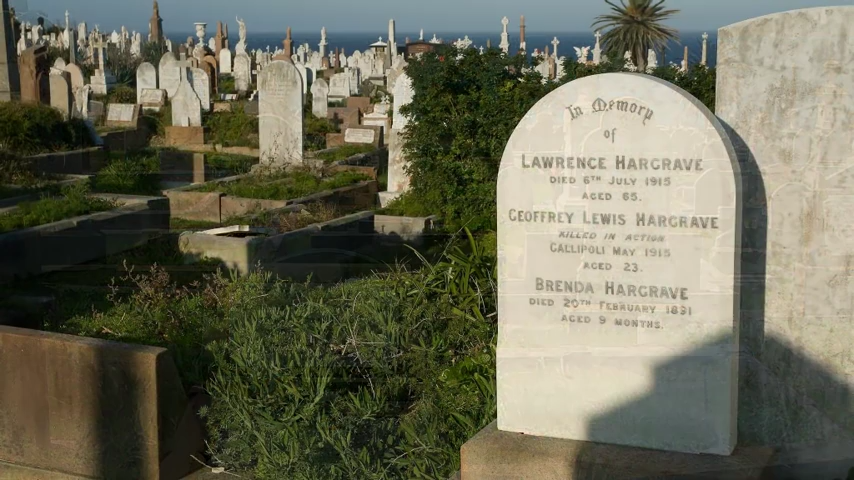 In Memory
of
LAWRENCE HARGRAVE
DIED 6TH JULY 1915
AGED 65.
GEOFFREY LEWIS HARGRAVE
KILLED IN ACTION
GALLIPOLI MAY 1915
AGED 23.
BRENDA HARGRAVE
DIED 20TH FEBRUARY 1891
AGED 9 MONTHS.